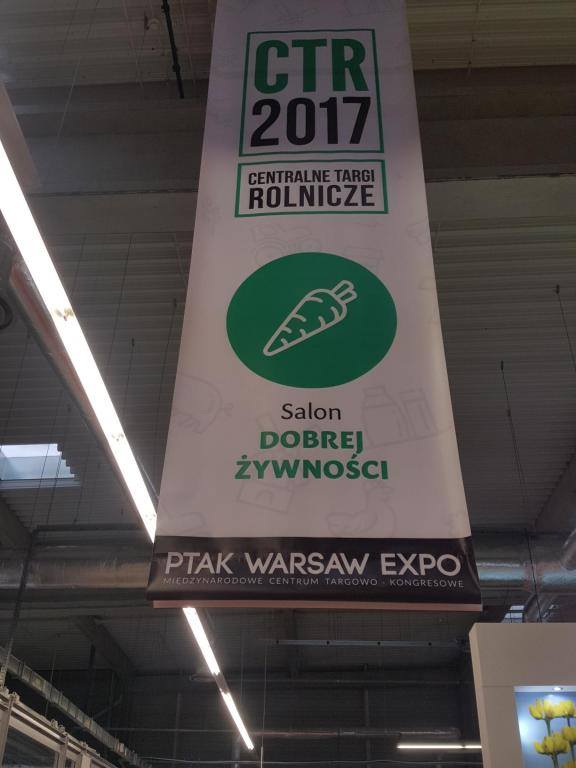 CTR
2017
CENTRALNE TARGI
ROLNICZE
Salon
DOBREJ
ŻYWNOŚCI
PTAK WARSAW EXPO
MIĘDZYNARODOWE CENTRUM TARGOWO - KONGRESOWE